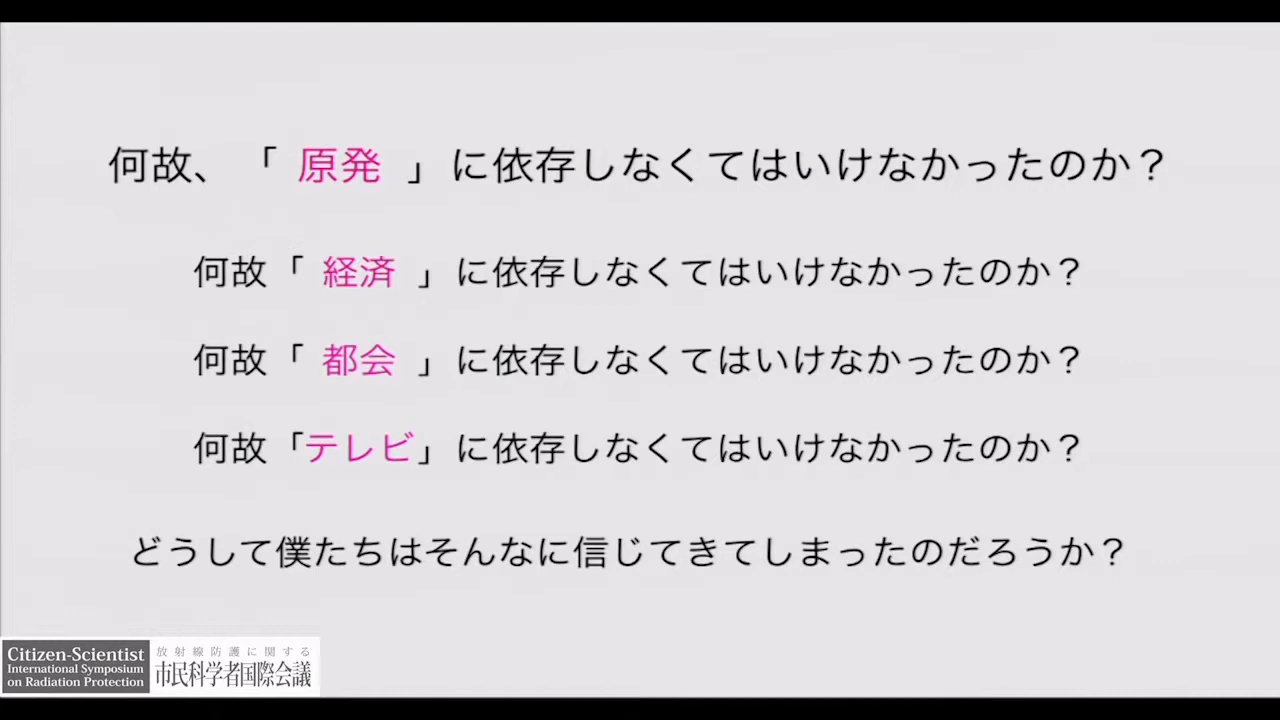 何故、「 原発 」に依存しなくてはいけなかったのか？
何故「 経済 」に依存しなくてはいけなかったのか？
何故「 都会 」に依存しなくてはいけなかったのか？
何故「テレビ」に依存しなくてはいけなかったのか？
どうして僕たちはそんなに信じてきてしまったのだろうか？
Citizen-Scientist
International Symposium
on Radiation Protection
放射線防護に関する
市民科学者国際会議